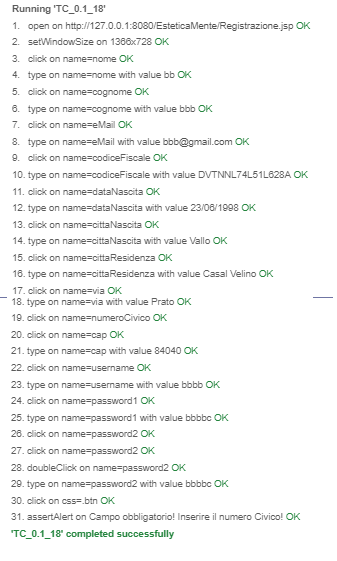 Running 'TC_0.1_18'
1. open on http://127.0.0.1:8080/EsteticaMente/Registrazione.jsp OK
2. setWindowSize on 1366x728 OK
3. click on name=nome OK
4. type on name=nome with value bb OK
5. click on name=cognome OK
6. type on name=cognome with value bbb OK
7. click on name=eMail OK
8. type on name=eMail with value bbb@gmail.com OK
9. click on name=codiceFiscale OK
10. type on name=codiceFiscale with value DVTNNL74L51L628A OK
11. click on name=dataNascita OK
12. type on name=dataNascita with value 23/06/1998 OK
13. click on name=cittaNascita OK
14. type on name=cittaNascita with value Vallo OK
15. click on name=cittaResidenza OK
16. type on name=cittaResidenza with value Casal Velino OK
17. click on name=via OK
18. type on name=via with value Prato OK
19. click on name=numeroCivico OK
20. click on name=cap OK
21. type on name=cap with value 84040 OK
22. click on name=username OK
23. type on name=username with value bbbb OK
24. click on name=password1 OK
25. type on name=password1 with value bbbbc OK
26. click on name=password2 OK
27. click on name=password2 OK
28. doubleClick on name=password2 OK
29. type on name=password2 with value bbbbc OK
30. click on css=.btn OK
31. assertAlert on Campo obbligatorio! Inserire il numero Civico! OK
'TC_0.1_18' completed successfully